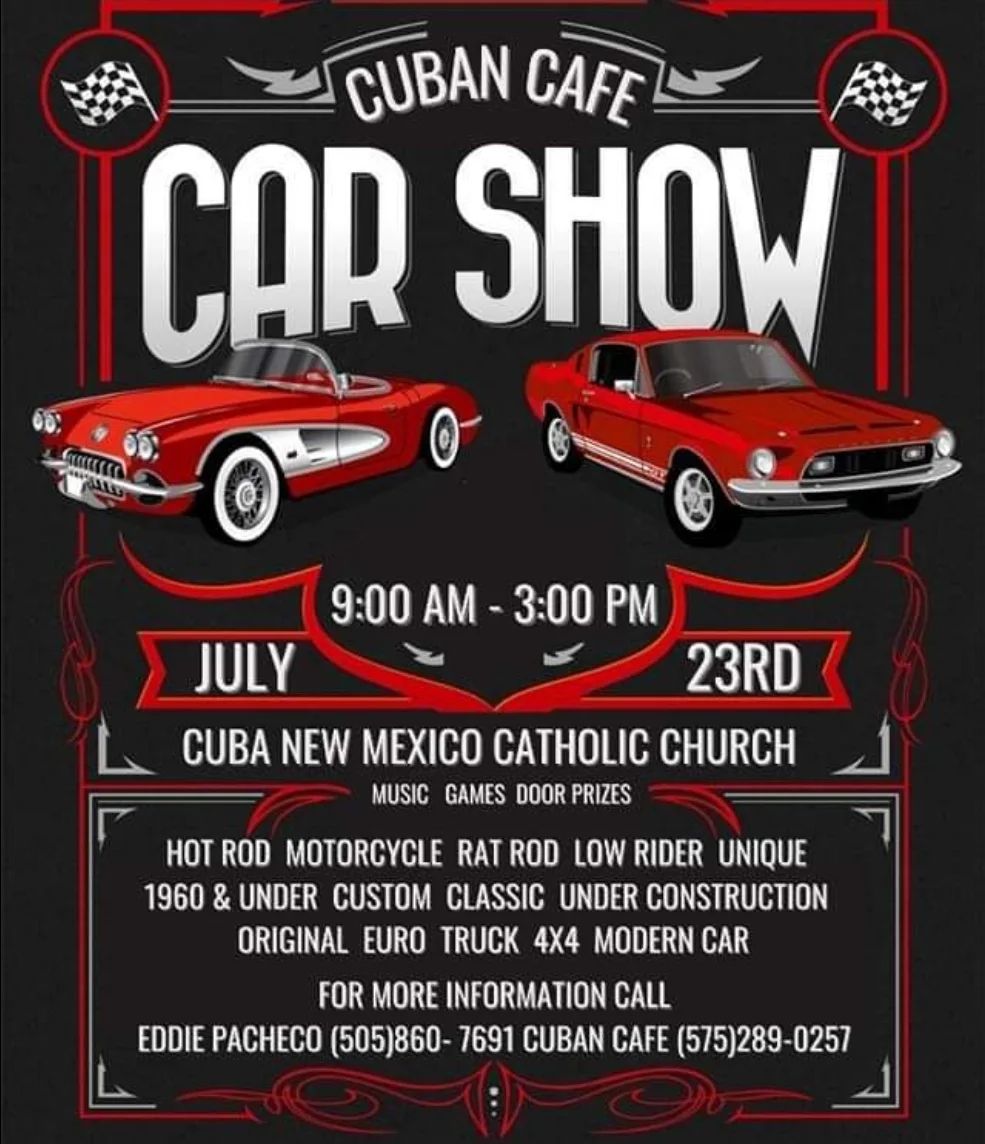 CUBAN CAFE
CAR SHOW
9:00 AM - 3:00 PM
JULY 23RD
CUBA NEW MEXICO CATHOLIC CHURCH
MUSIC GAMES DOOR PRIZES
HOT ROD MOTORCYCLE RAT ROD LOW RIDER UNIQUE
1960 & UNDER CUSTOM CLASSIC UNDER CONSTRUCTION
ORIGINAL EURO TRUCK 4X4 MODERN CAR
FOR MORE INFORMATION CALL
EDDIE PACHECO (505)860- 7691 CUBAN CAFE (575)289-0257